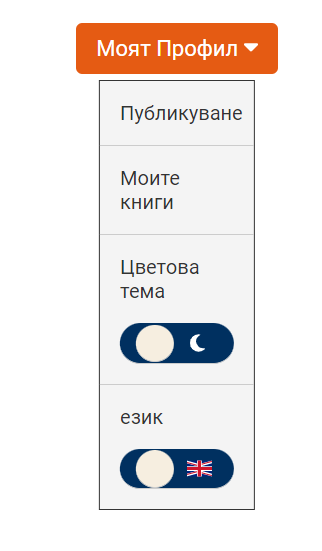 Моят Профил
Публикуване
Моите
книги
Цветова
тема
език